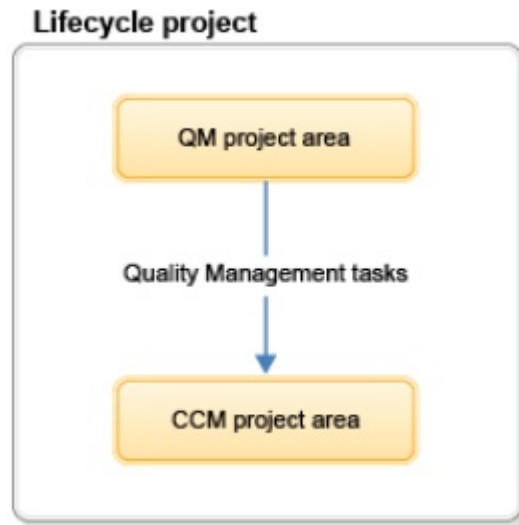 Lifecycle project
QM project area
Quality Management tasks
CCM project area